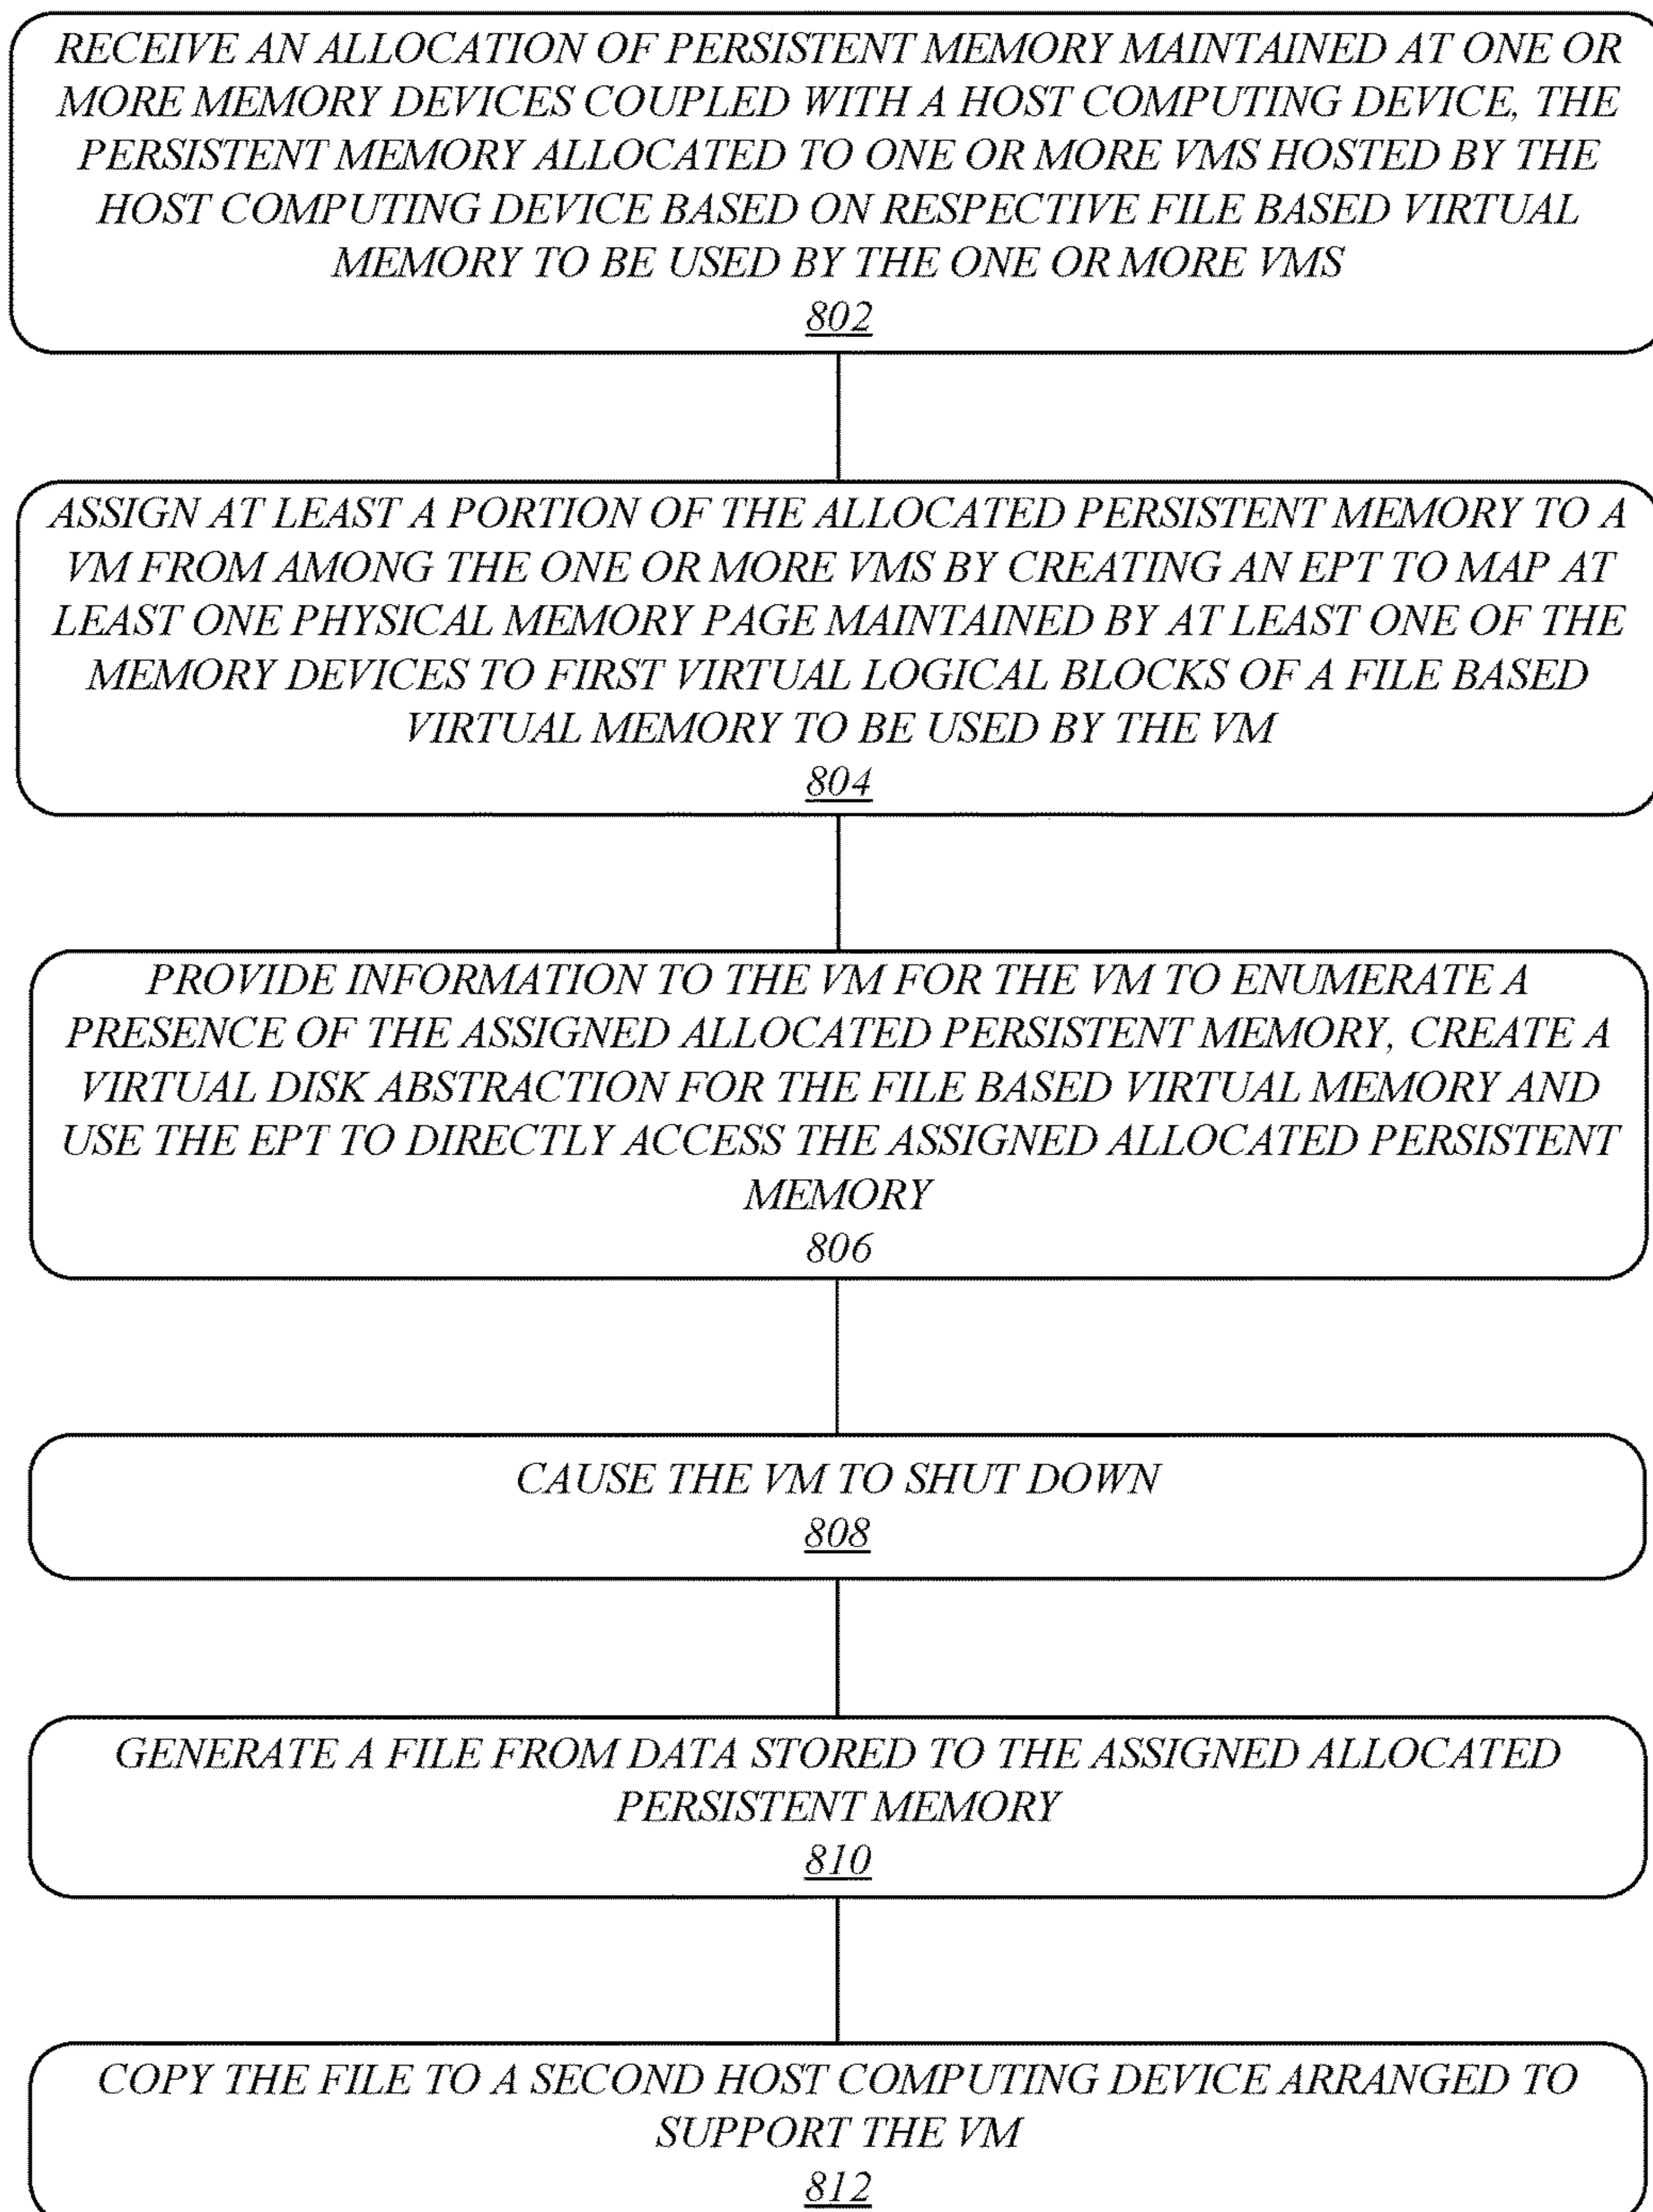 RECEIVE AN ALLOCATION OF PERSISTENT MEMORY MAINTAINED AT ONE OR
MORE MEMORY DEVICES COUPLED WITH A HOST COMPUTING DEVICE, THE
PERSISTENT MEMORY ALLOCATED TO ONE OR MORE VMS HOSTED BY THE
HOST COMPUTING DEVICE BASED ON RESPECTIVE FILE BASED VIRTUAL
MEMORY TO BE USED BY THE ONE OR MORE VMS
802
ASSIGN AT LEAST A PORTION OF THE ALLOCATED PERSISTENT MEMORY TO A
VM FROM AMONG THE ONE OR MORE VMS BY CREATING AN EPT TO MAP AT
LEAST ONE PHYSICAL MEMORY PAGE MAINTAINED BY AT LEAST ONE OF THE
MEMORY DEVICES TO FIRST VIRTUAL LOGICAL BLOCKS OF A FILE BASED
VIRTUAL MEMORY TO BE USED BY THE VM
804
PROVIDE INFORMATION TO THE VM FOR THE VM TO ENUMERATE A
PRESENCE OF THE ASSIGNED ALLOCATED PERSISTENT MEMORY, CREATE A
VIRTUAL DISK ABSTRACTION FOR THE FILE BASED VIRTUAL MEMORY AND
USE THE EPT TO DIRECTLY ACCESS THE ASSIGNED ALLOCATED PERSISTENT
MEMORY
806
CAUSE THE VM TO SHUT DOWN
808
GENERATE A FILE FROM DATA STORED TO THE ASSIGNED ALLOCATED
PERSISTENT MEMORY
810
COPY THE FILE TO A SECOND HOST COMPUTING DEVICE ARRANGED TO
SUPPORT THE VM
812